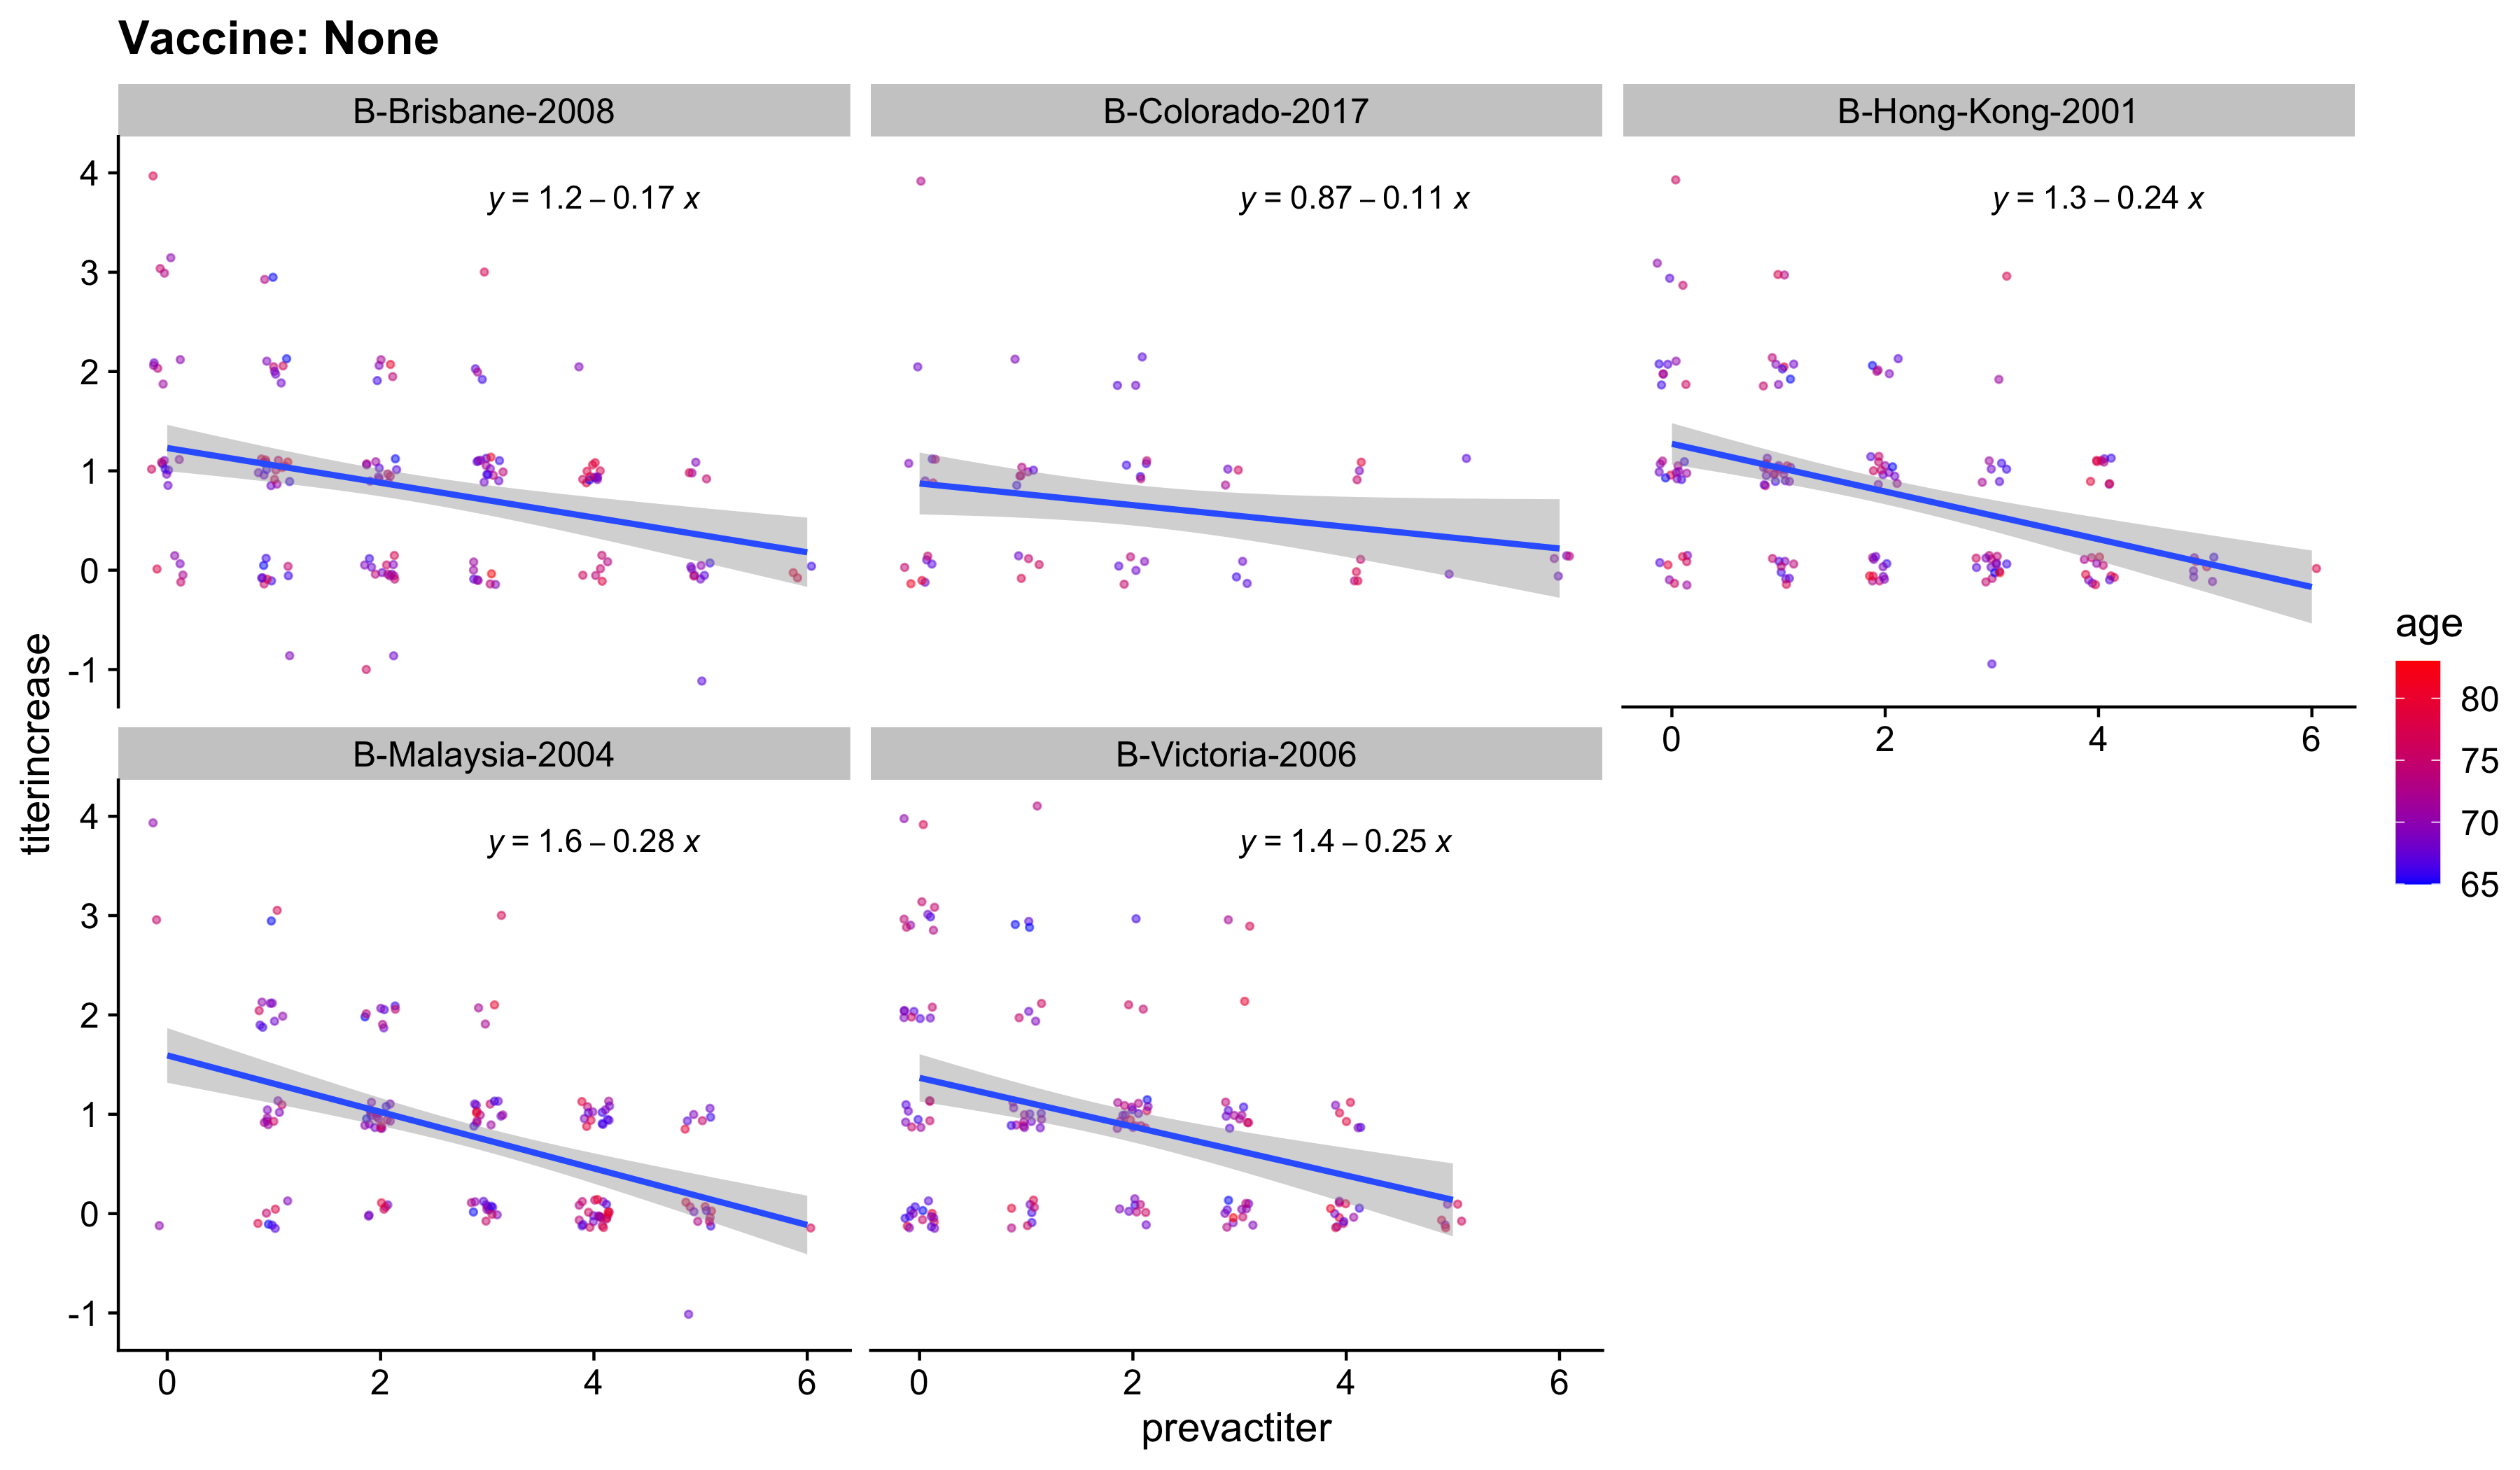 Vaccine: None
B-Brisbane-2008
B-Colorado-2017
B-Hong-Kong-2001
y = 1.2 – 0.17 x
y = 0.87 – 0.11 x
y = 1.3 – 0.24 x
4
3
2
1
0
-1
0 2 4 6
B-Malaysia-2004
B-Victoria-2006
y = 1.6 – 0.28 x
y = 1.4 – 0.25 x
4
3
2
1
0
-1
0 2 4 6
0 2 4 6
titerincrease
prevactiter
age
80
75
70
65